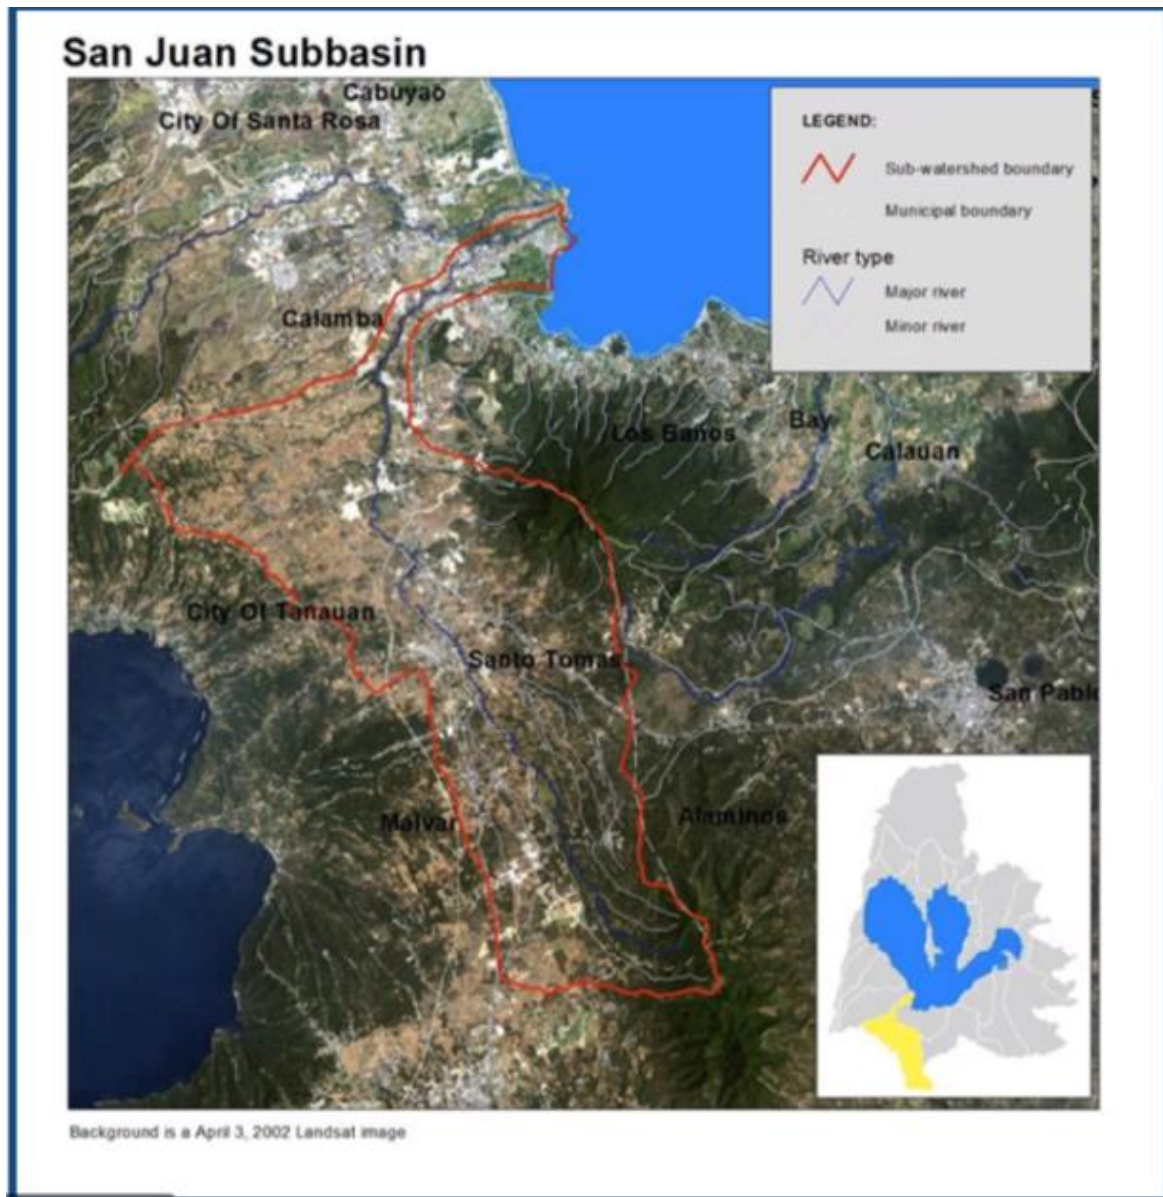 San Juan Subbasin
Cabuyao
City Of Santa Rosa
LEGEND:
Sub-watershed boundary
Municipal boundary
River type
Major river
Minor river
Calamba
Los Banos
Bay
Calauan
City Of Tanauan
Santo Tomas
San Pablo
Malvar
Alaminos
Background is a April 3, 2002 Landsat image